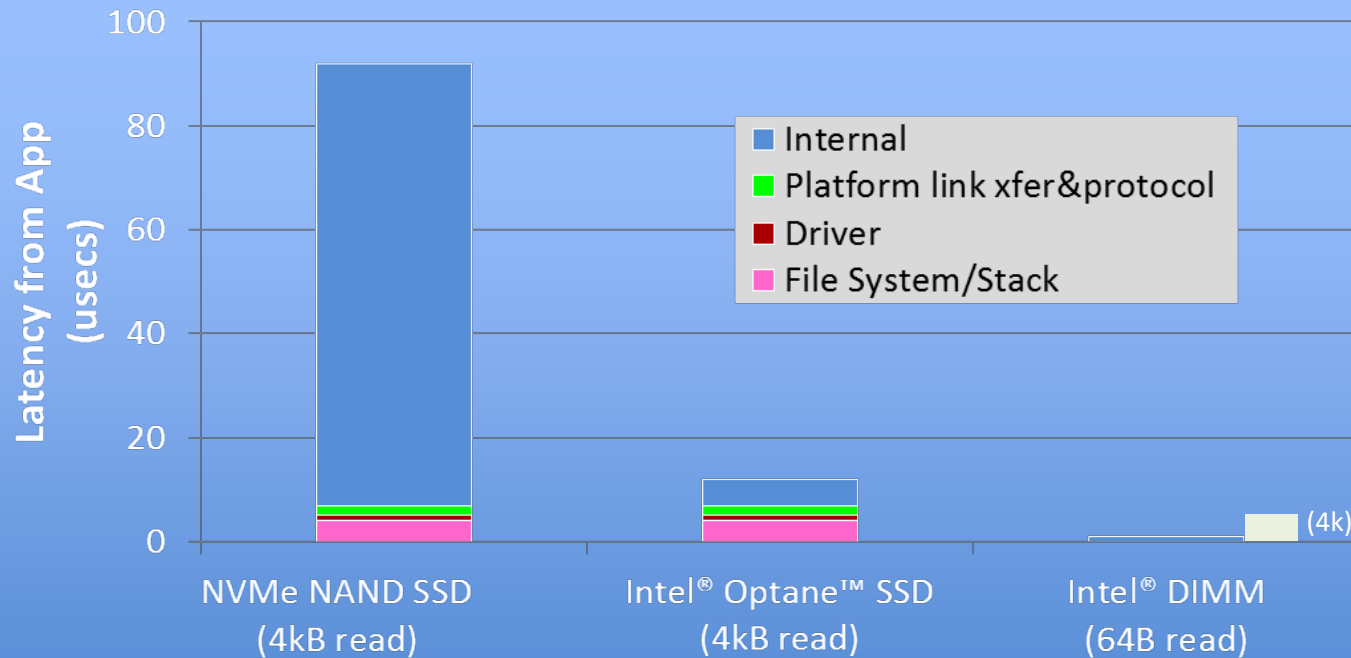 Latency from App
(usecs)
100
80
60
40
20
0
Internal
Platform link xfer&protocol
Driver
File System/Stack
(4k)
NVMe NAND SSD
(4kB read)
Intel® Optane™ SSD
(4kB read)
Intel® DIMM
(64B read)